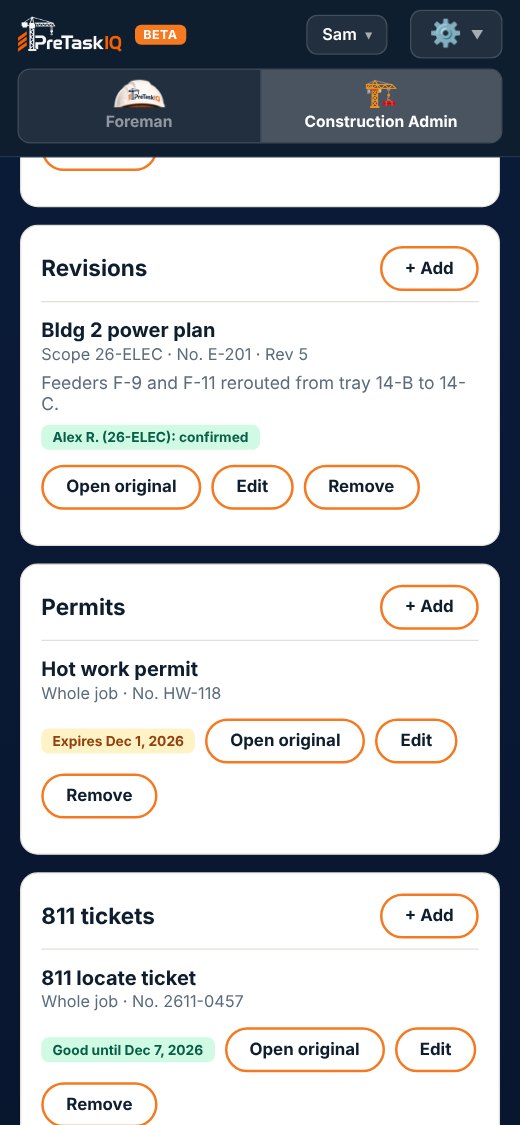 PreTaskIQ
BETA
Sam
Foreman
Construction Admin
Revisions
+ Add
Bldg 2 power plan
Scope 26-ELEC · No. E-201 · Rev 5
Feeders F-9 and F-11 rerouted from tray 14-B to 14-
C.
Alex R. (26-ELEC): confirmed
Open original
Edit
Remove
Permits
+ Add
Hot work permit
Whole job · No. HW-118
Expires Dec 1, 2026
Open original
Edit
Remove
811 tickets
+ Add
811 locate ticket
Whole job · No. 2611-0457
Good until Dec 7, 2026
Open original
Edit
Remove